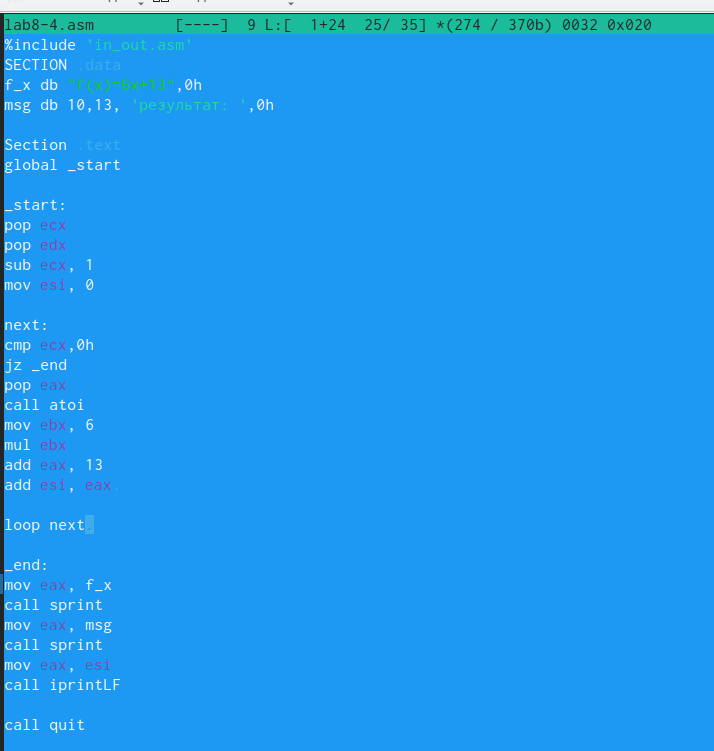 lab8-4.asm [----] 9 L:[ 1+24 25/ 35] *(274 / 370b) 0032 0x020
%include 'in_out.asm'
SECTION .data
f_x db "f(x)=6x+13",0h
msg db 10,13, 'результат: ',0h
Section .text
global _start
_start:
pop ecx
pop edx
sub ecx, 1
mov esi, 0
next:
cmp ecx,0h
jz _end
pop eax
call atoi
mov ebx, 6
mul ebx
add eax, 13
add esi, eax
loop next
_end:
mov eax, f_x
call sprint
mov eax, msg
call sprint
mov eax, esi
call iprintLF
call quit